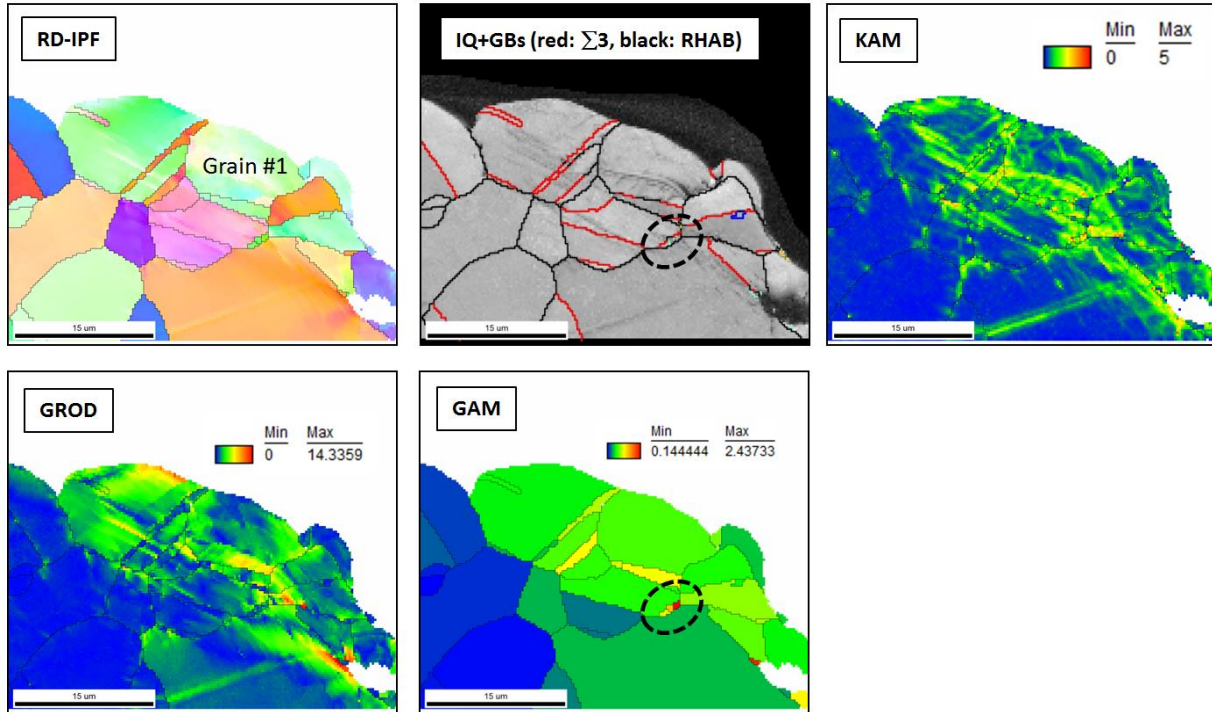 RD-IPF
Grain #1
15 um
IQ+GBs (red: ∑3, black: RHAB)
15 um
KAM
Min Max
0 5
15 um
GROD
Min Max
0 14.3359
15 um
GAM
Min Max
0.144444 2.43733
15 um